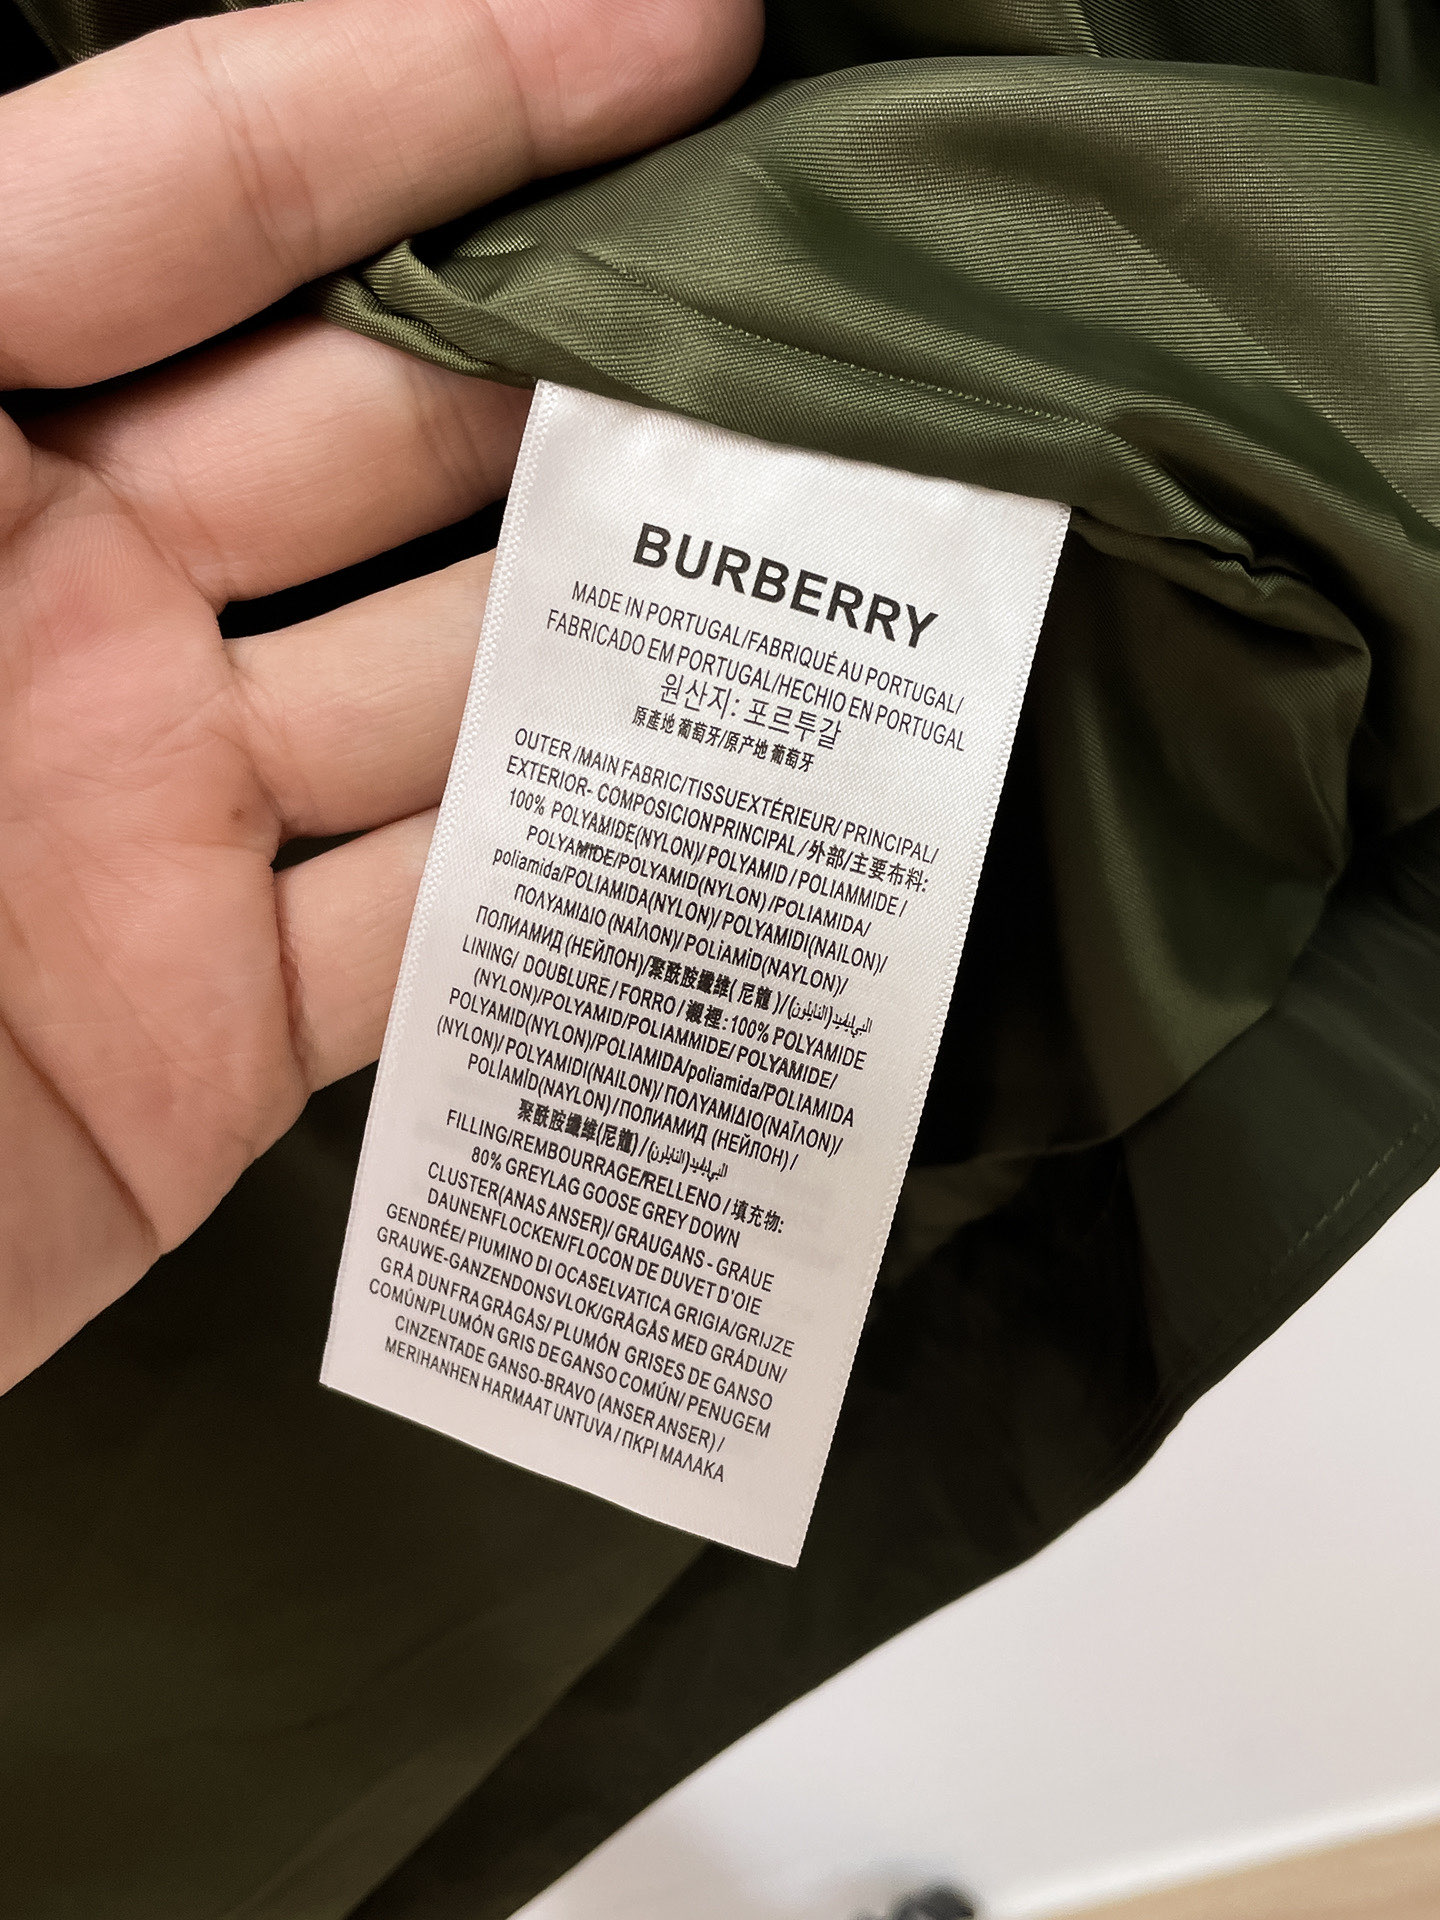 BURBERRY
MADE IN PORTUGAL/FABRIQUÉ AU PORTUGAL/
FABRICADO EM PORTUGAL/HECHIO EN PORTUGAL
원산지: 포르투갈
原產地 葡萄牙/原产地 葡萄牙
OUTER /MAIN FABRIC/TISSUEXTÉRIEUR/ PRINCIPAL/
EXTERIOR- COMPOSICIONPRINCIPAL /外部/主要布料:
100% POLYAMIDE(NYLON)/ POLYAMID / POLIAMMIDE /
POLYAMIDE/POLYAMID(NYLON) /POLIAMIDA/
poliamida/POLIAMIDA(NYLON)/ POLYAMIDI(NAILON)/
ΠΟΛΥΑΜΙΔΙΟ (ΝΑΪΛΟΝ)/ POLİAMİD(NAYLON)/
ПОЛИАМИД (НЕЙЛОН)/聚酰胺纖維( 尼龍 )/
LINING/ DOUBLURE / FORRO / 襯裡:100% POLYAMIDE
(NYLON)/POLYAMID/POLIAMMIDE/ POLYAMIDE/
POLYAMID(NYLON)/POLIAMIDA/poliamida/POLIAMIDA
(NYLON)/ POLYAMIDI(NAILON)/ ΠΟΛΥΑΜΙΔΙΟ(ΝΑΪΛΟΝ)/
POLİAMİD(NAYLON)/ПОЛИАМИД (НЕЙЛОН) /
聚酰胺纖維(尼龍) /
FILLING/REMBOURRAGE/RELLENO / 填充物:
80% GREYLAG GOOSE GREY DOWN
CLUSTER(ANAS ANSER)/ GRAUGANS - GRAUE
DAUNENFLOCKEN/FLOCON DE DUVET D'OIE
GENDRÉE/ PIUMINO DI OCASELVATICA GRIGIA/GRIJZE
GRAUWE-GANZENDONSVLOK/GRÅGÅS MED GRÅDUN/
GRÅ DUNFRA GRÅGÅS/ PLUMÓN GRISES DE GANSO
COMÚN/PLUMÓN GRIS DE GANSO COMÚN/ PENUGEM
CINZENTADE GANSO-BRAVO (ANSER ANSER) /
MERIHANHEN HARMAAT UNTUVA / ΓΚΡΙ ΜΑΛΑΚΑ